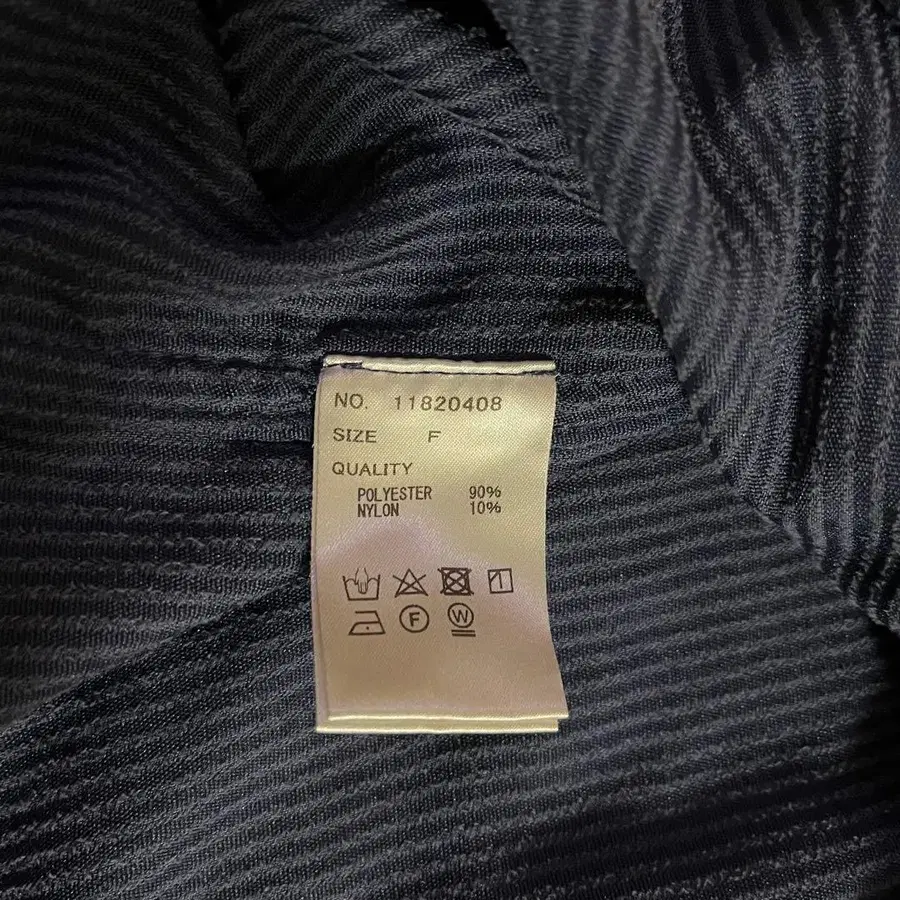 NO. 11820408
SIZE F
QUALITY
POLYESTER 90%
NYLON 10%
F W